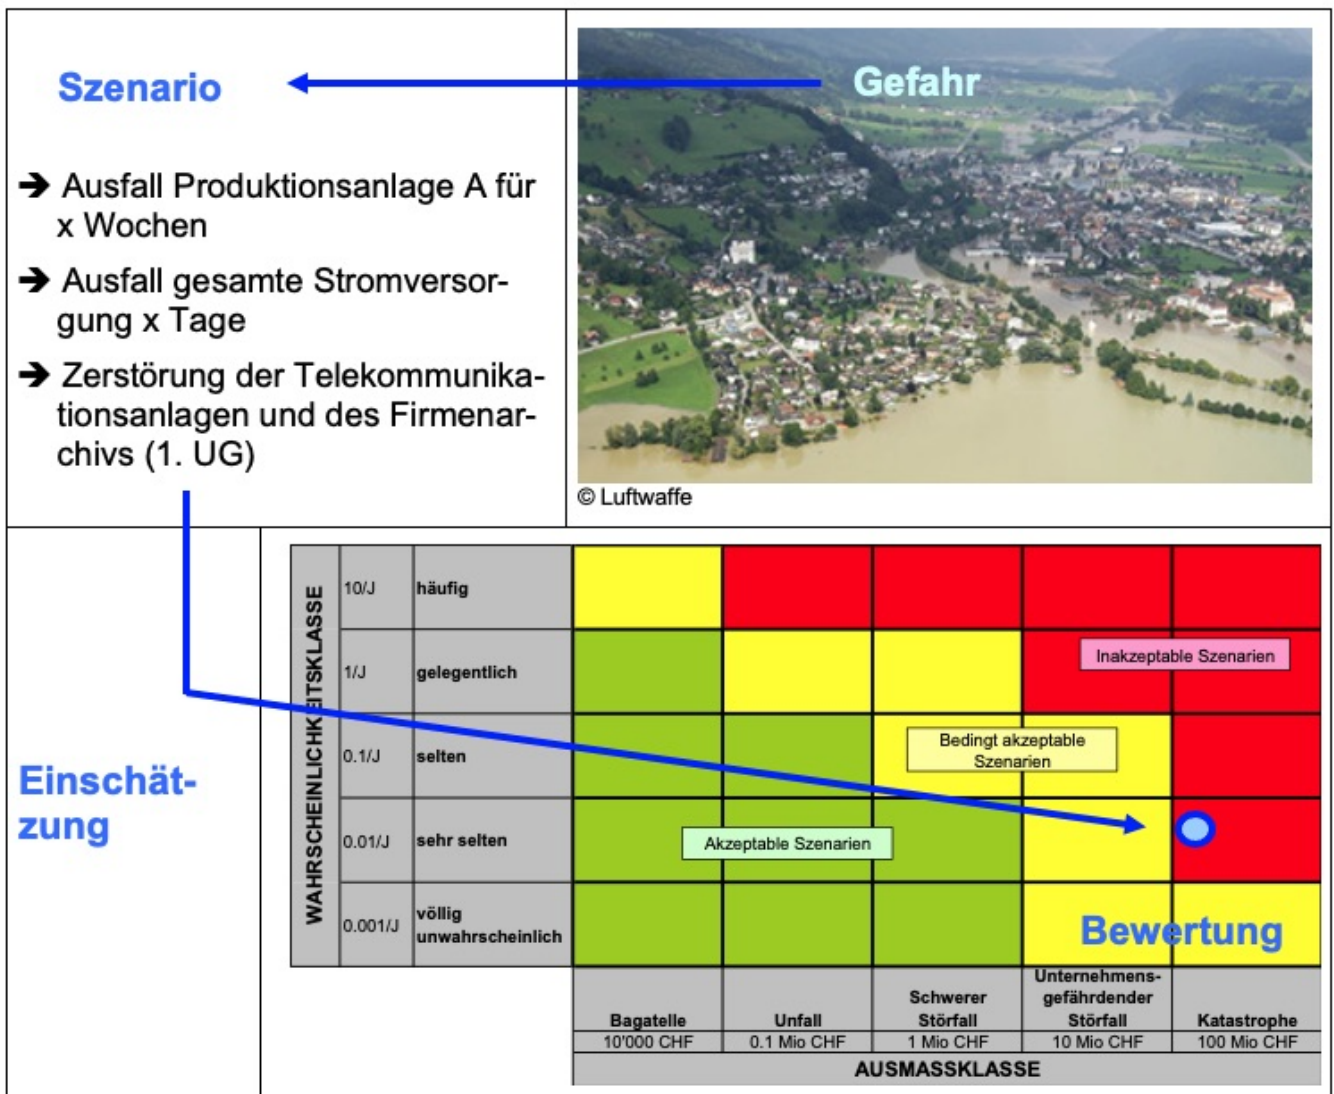 Szenario
Gefahr
➔ Ausfall Produktionsanlage A für
x Wochen
➔ Ausfall gesamte Stromversor-
gung x Tage
➔ Zerstörung der Telekommunika-
tionsanlagen und des Firmenar-
chivs (1. UG)
© Luftwaffe
Einschät-
zung
WAHRSCHEINLICHKEITSKLASSE
10/J häufig
1/J gelegentlich
Inakzeptable Szenarien
0.1/J selten
Bedingt akzeptable
Szenarien
0.01/J sehr selten
Akzeptable Szenarien
0.001/J völlig
unwahrscheinlich
Bewertung
Bagatelle
10'000 CHF
Unfall
0.1 Mio CHF
Schwerer
Störfall
1 Mio CHF
Unternehmens-
gefährdender
Störfall
10 Mio CHF
Katastrophe
100 Mio CHF
AUSMASSKLASSE